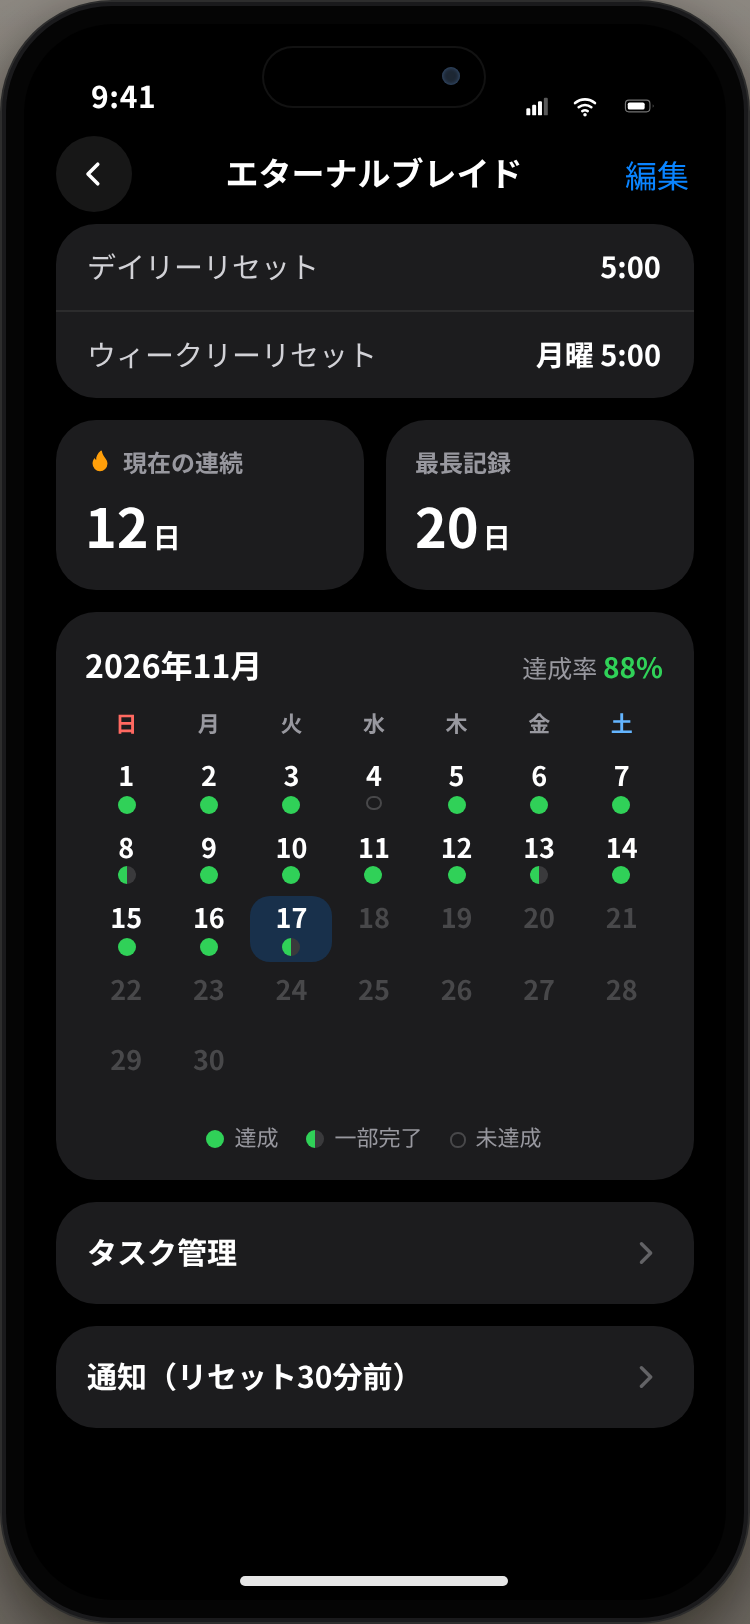 9:41
エターナルブレイド 編集
デイリーリセット 5:00
ウィークリーリセット 月曜 5:00
現在の連続 最長記録
12日 20日
2026年11月 達成率 88%
日 月 火 水 木 金 土
1 2 3 4 5 6 7
8 9 10 11 12 13 14
15 16 17 18 19 20 21
22 23 24 25 26 27 28
29 30
達成 一部完了 未達成
タスク管理
通知（リセット30分前）